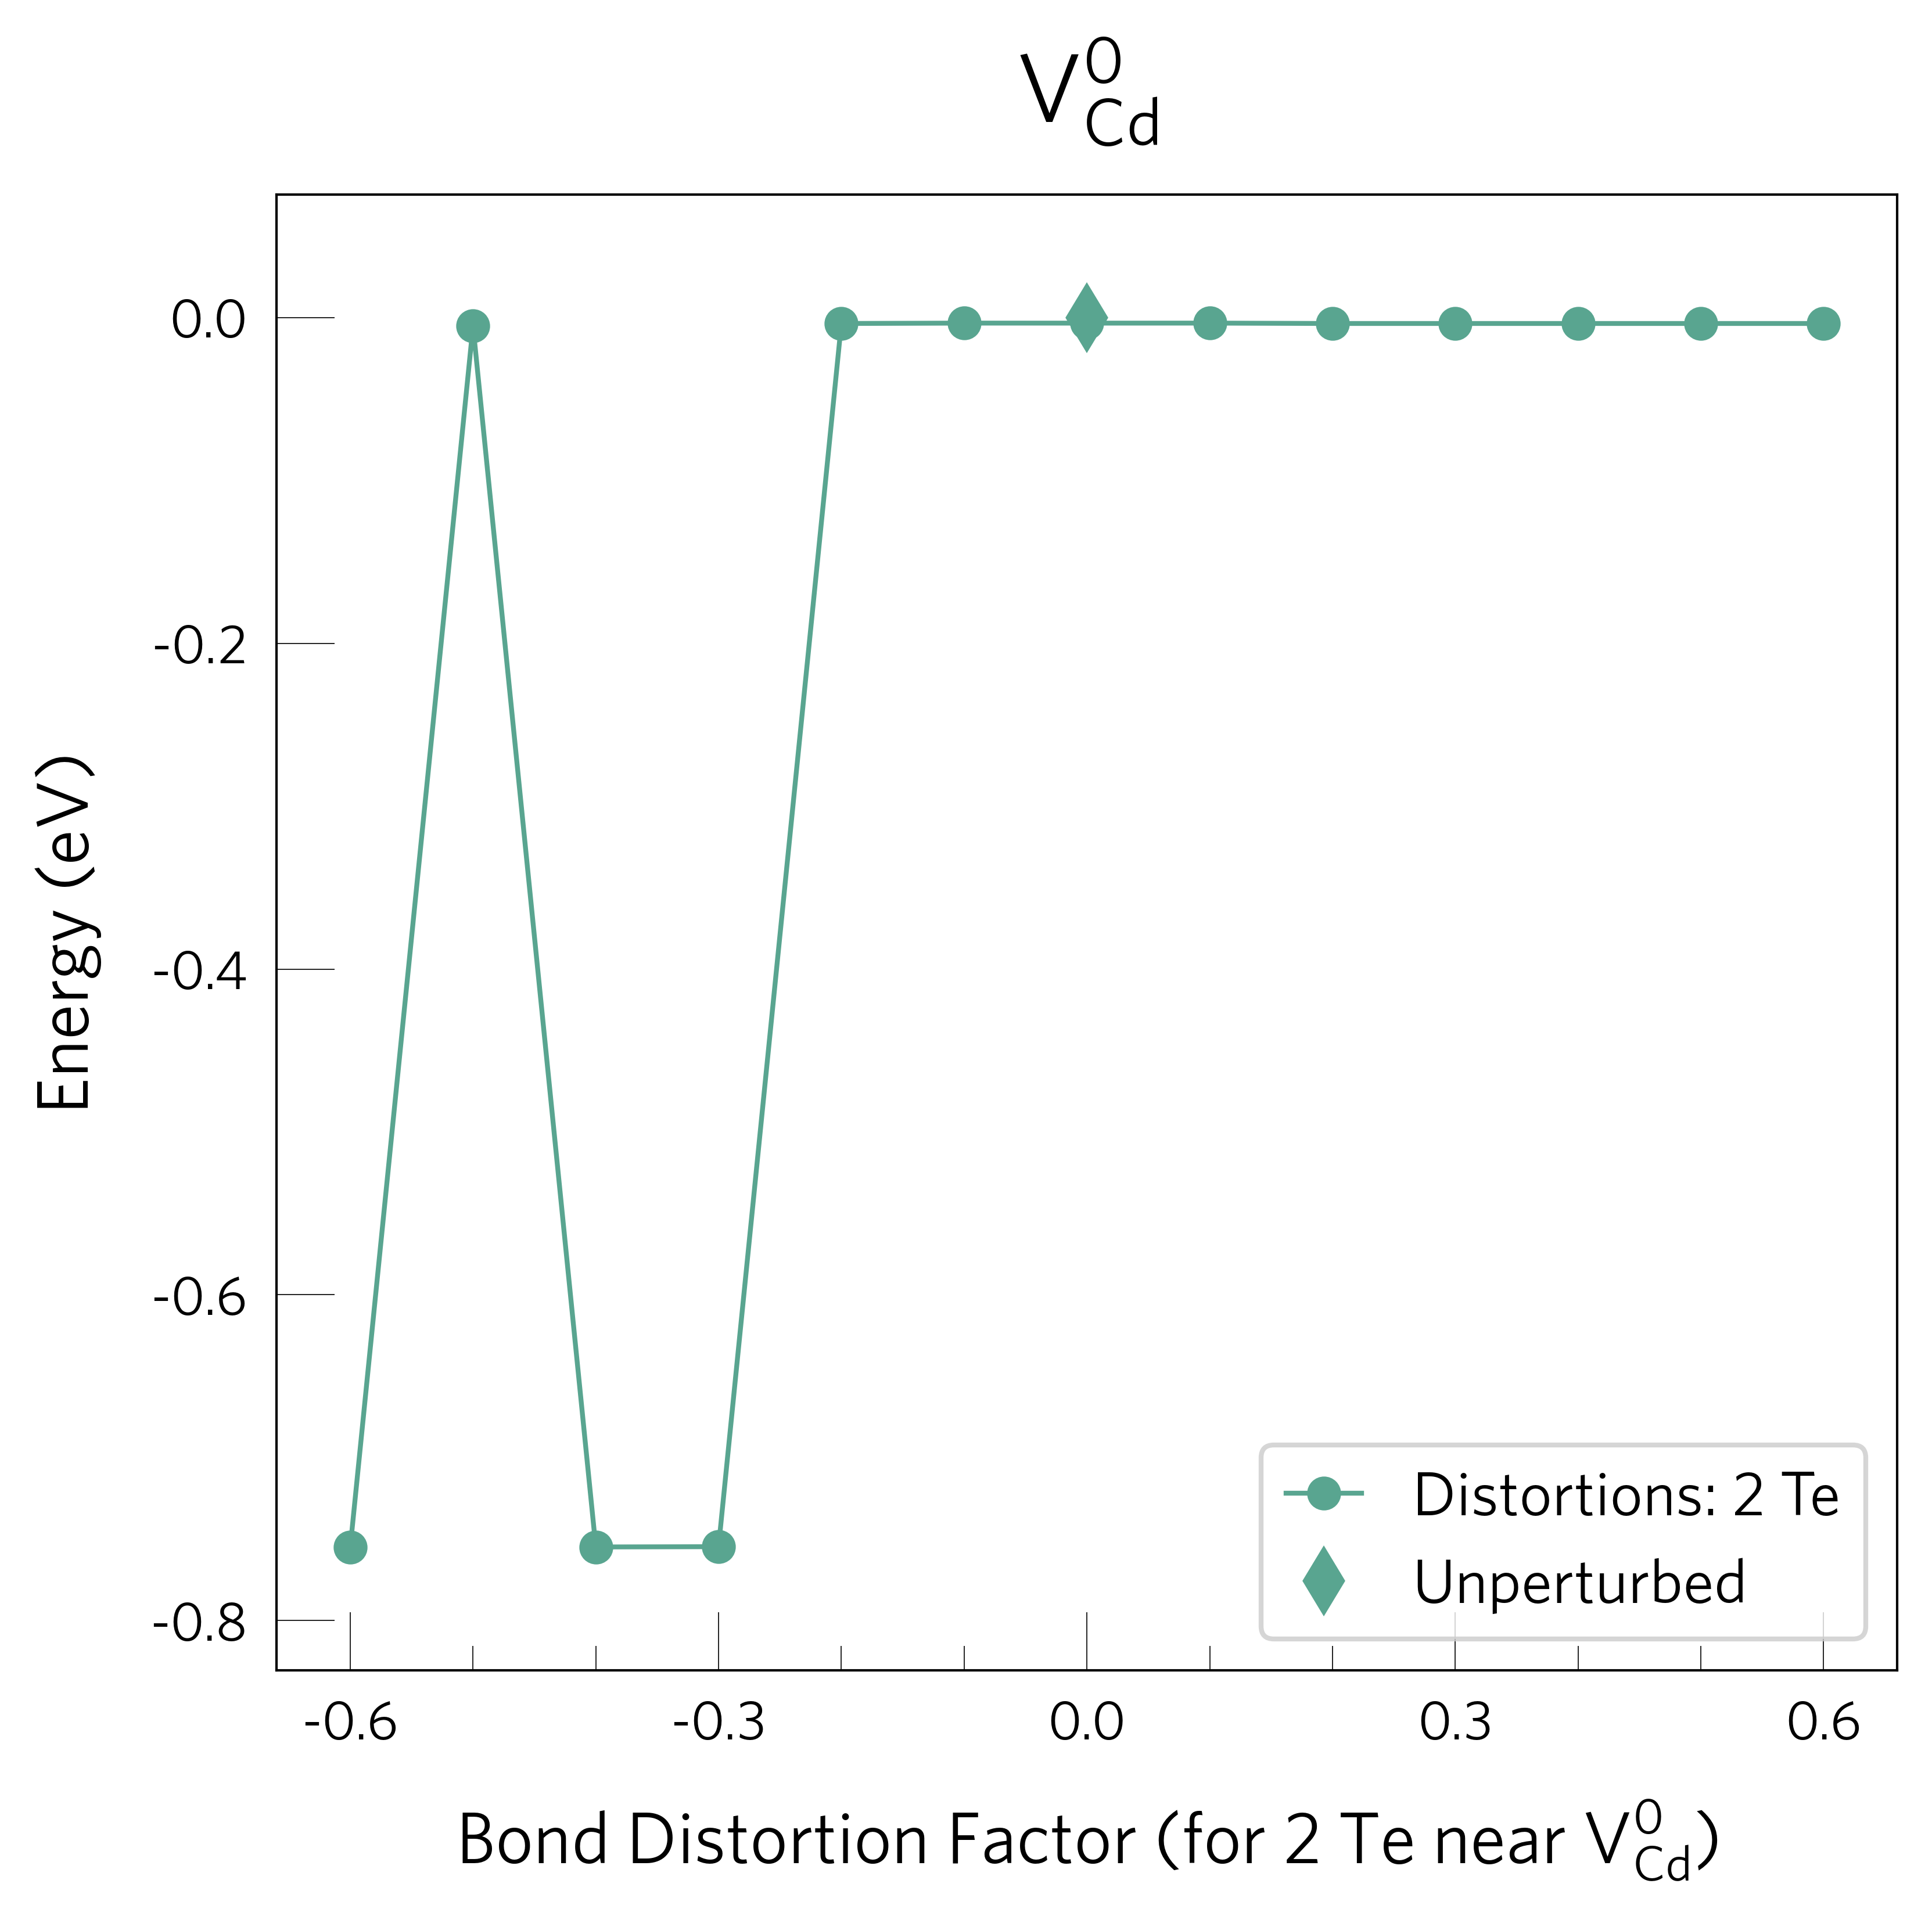 V⁰Cd
0.0
-0.2
-0.4
-0.6
-0.8
Energy (eV)
Distortions: 2 Te
Unperturbed
-0.6 -0.3 0.0 0.3 0.6
Bond Distortion Factor (for 2 Te near V⁰Cd)